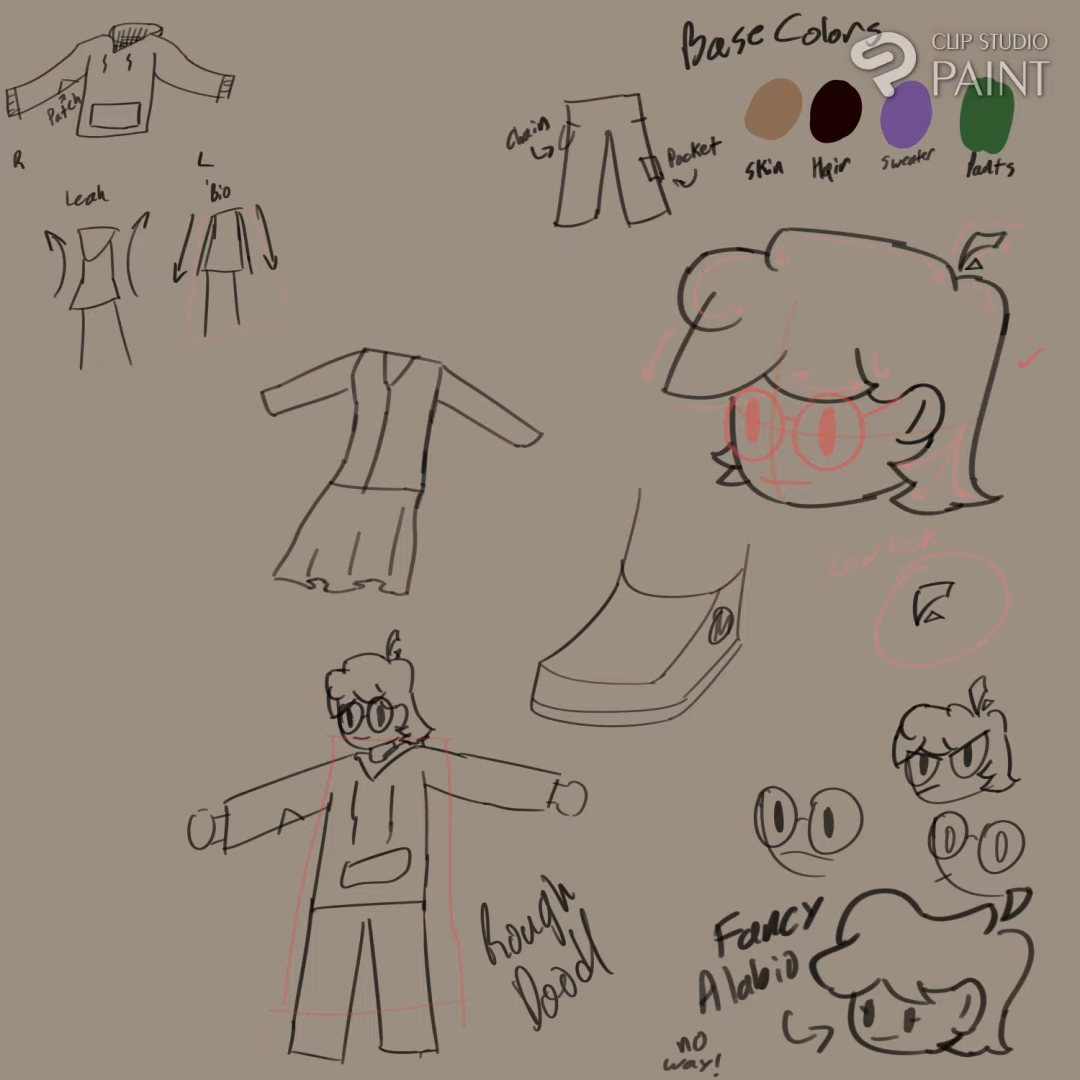 Base Colors
CLIP STUDIO
PAINT
Patch
Chain
Pocket
Skin
Hair
Sweater
Pants
R
L
Leah
Bio
Cowlick
Rough
Dood
Fancy
Alabio
no
way!